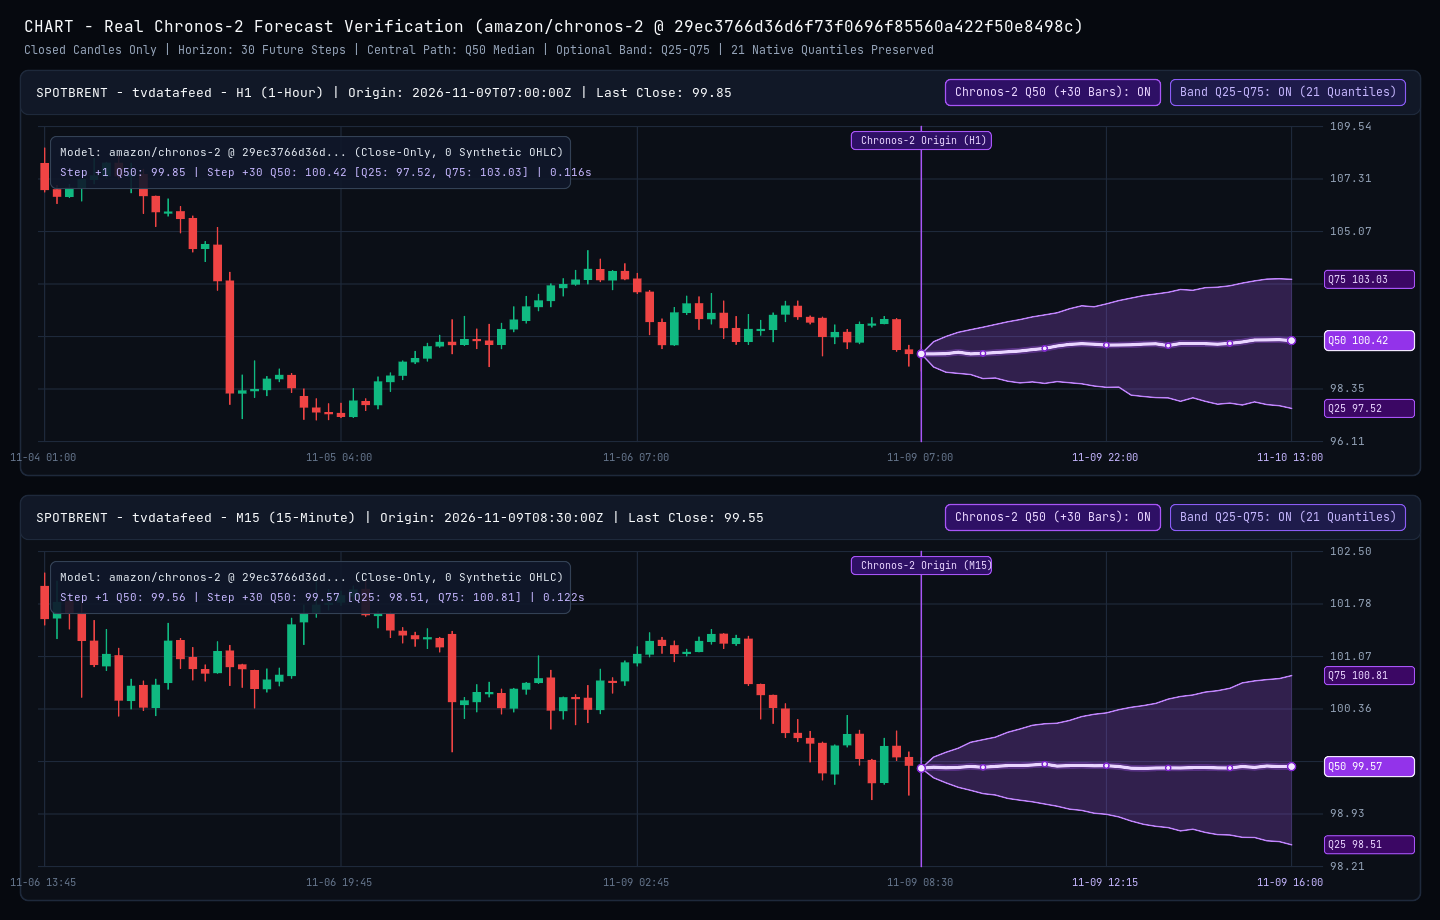 CHART - Real Chronos-2 Forecast Verification (amazon/chronos-2 @ 29ec3766d36d6f73f0696f85560a422f50e8498c)
Closed Candles Only | Horizon: 30 Future Steps | Central Path: Q50 Median | Optional Band: Q25-Q75 | 21 Native Quantiles Preserved
SPOTBRENT - tvdatafeed - H1 (1-Hour) | Origin: 2026-11-09T07:00:00Z | Last Close: 99.85
Chronos-2 Q50 (+30 Bars): ON
Band Q25-Q75: ON (21 Quantiles)
Model: amazon/chronos-2 @ 29ec3766d36d... (Close-Only, 0 Synthetic OHLC)
Step +1 Q50: 99.85 | Step +30 Q50: 100.42 [Q25: 97.52, Q75: 103.03] | 0.116s
Chronos-2 Origin (H1)
109.54
107.31
105.07
Q75 103.03
Q50 100.42
98.35
Q25 97.52
96.11
11-04 01:00
11-05 04:00
11-06 07:00
11-09 07:00
11-09 22:00
11-10 13:00
SPOTBRENT - tvdatafeed - M15 (15-Minute) | Origin: 2026-11-09T08:30:00Z | Last Close: 99.55
Chronos-2 Q50 (+30 Bars): ON
Band Q25-Q75: ON (21 Quantiles)
Model: amazon/chronos-2 @ 29ec3766d36d... (Close-Only, 0 Synthetic OHLC)
Step +1 Q50: 99.56 | Step +30 Q50: 99.57 [Q25: 98.51, Q75: 100.81] | 0.122s
Chronos-2 Origin (M15)
102.50
101.78
101.07
Q75 100.81
100.36
Q50 99.57
98.93
Q25 98.51
98.21
11-06 13:45
11-06 19:45
11-09 02:45
11-09 08:30
11-09 12:15
11-09 16:00